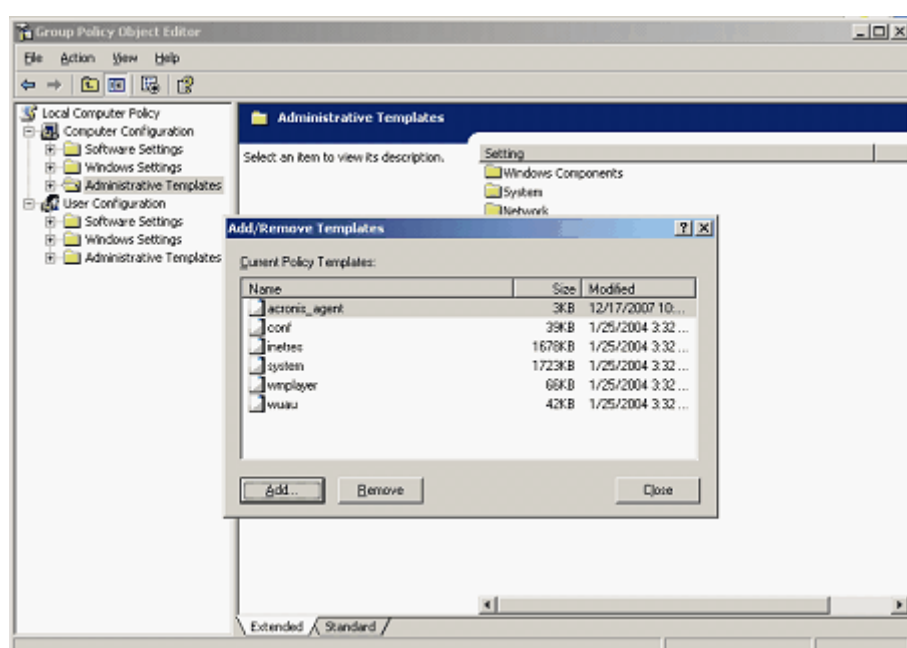 Group Policy Object Editor
File Action View Help
Local Computer Policy
Computer Configuration
Software Settings
Windows Settings
Administrative Templates
User Configuration
Software Settings
Windows Settings
Administrative Templates
Administrative Templates
Select an item to view its description.
Setting
Windows Components
System
Network
Add/Remove Templates
Current Policy Templates:
Name Size Modified
acronis_agent 3KB 12/17/2007 10:...
conf 39KB 1/25/2004 3:32 ...
inetres 1678KB 1/25/2004 3:32 ...
system 1723KB 1/25/2004 3:32 ...
wmplayer 66KB 1/25/2004 3:32 ...
wuau 42KB 1/25/2004 3:32 ...
Add... Remove Close
Extended Standard